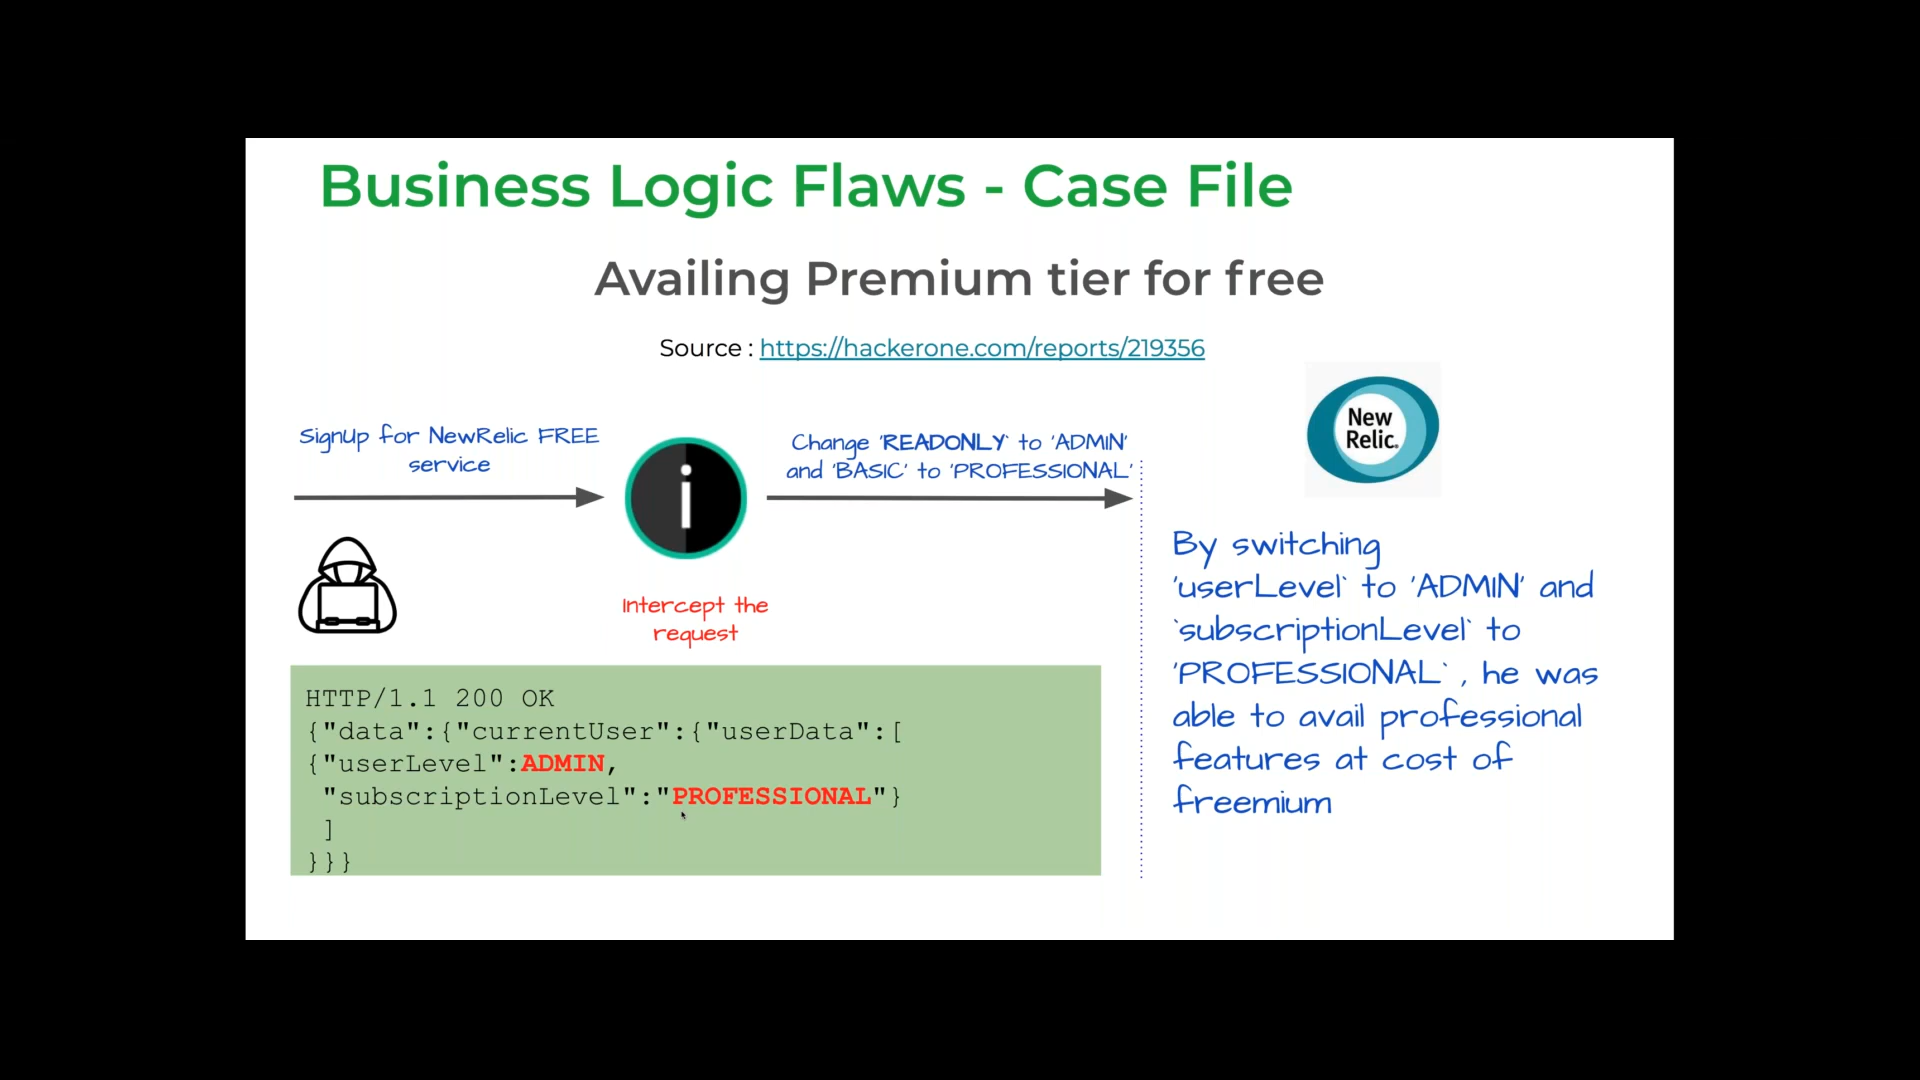 Business Logic Flaws - Case File
Availing Premium tier for free
Source : https://hackerone.com/reports/219356
SignUp for NewRelic FREE
service
i
Intercept the
request
Change 'READONLY` to 'ADMIN'
and 'BASIC' to 'PROFESSIONAL'
New
Relic.
HTTP/1.1 200 OK
{"data":{"currentUser":{"userData":[
{"userLevel":ADMIN,
"subscriptionLevel":"PROFESSIONAL"}
]
}}}
By switching
'userLevel` to 'ADMIN' and
`subscriptionLevel` to
'PROFESSIONAL` , he was
able to avail professional
features at cost of
freemium